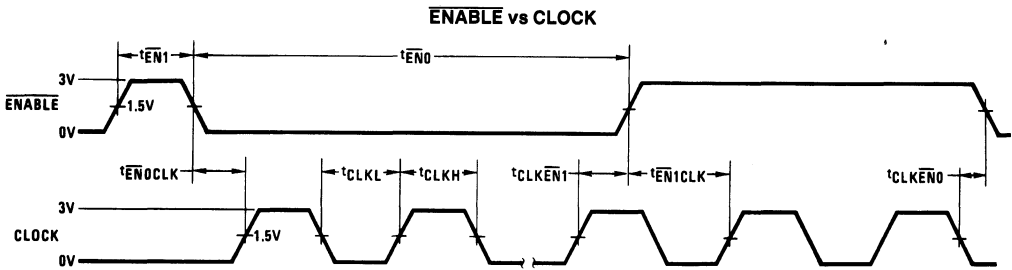 ENABLE vs CLOCK
tEN1
tEN0
3V
ENABLE
1.5V
0V
tEN0CLK
tCLKL
tCLKH
tCLKEN1
tEN1CLK
tCLKEN0
3V
CLOCK
1.5V
0V